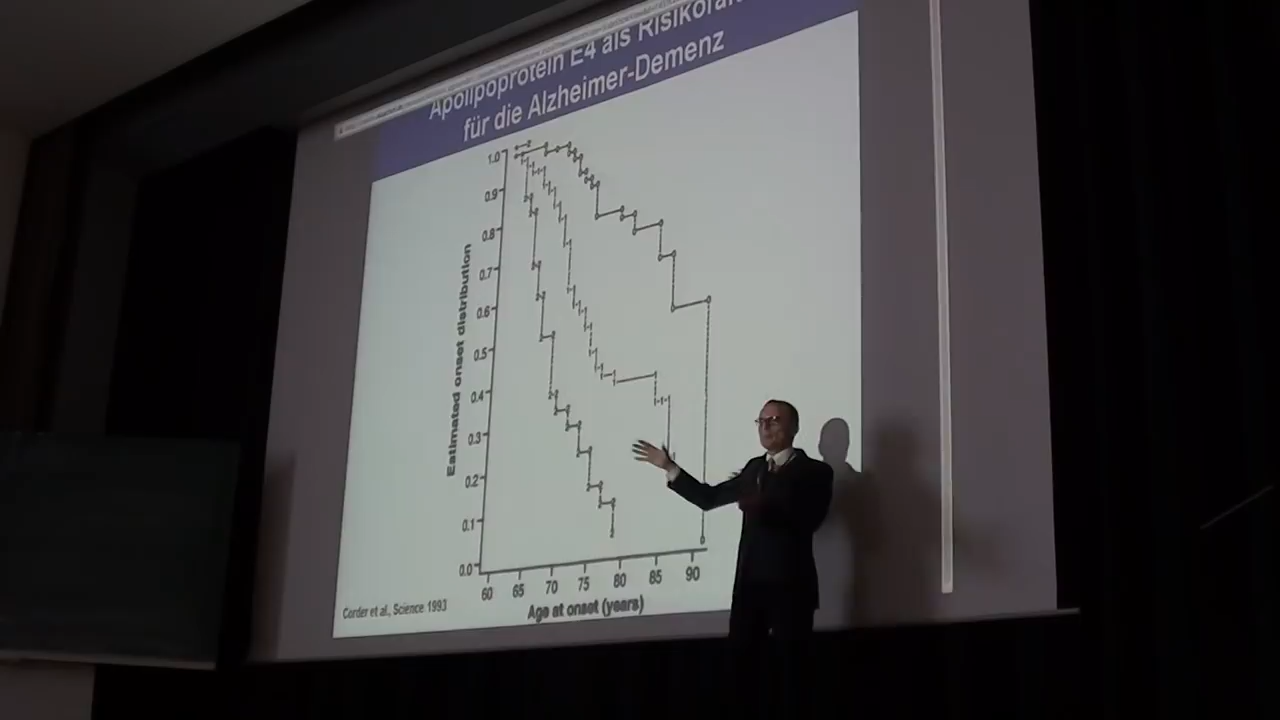 Apolipoprotein E4 als
für die Alzheimer-Demenz
1.0
0.9
0.8
0.7
0.6
0.5
0.4
0.3
0.2
0.1
0.0
Estimated onset distribution
60 65 70 75 80 85 90
Age at onset (years)
Corder et al., Science 1993